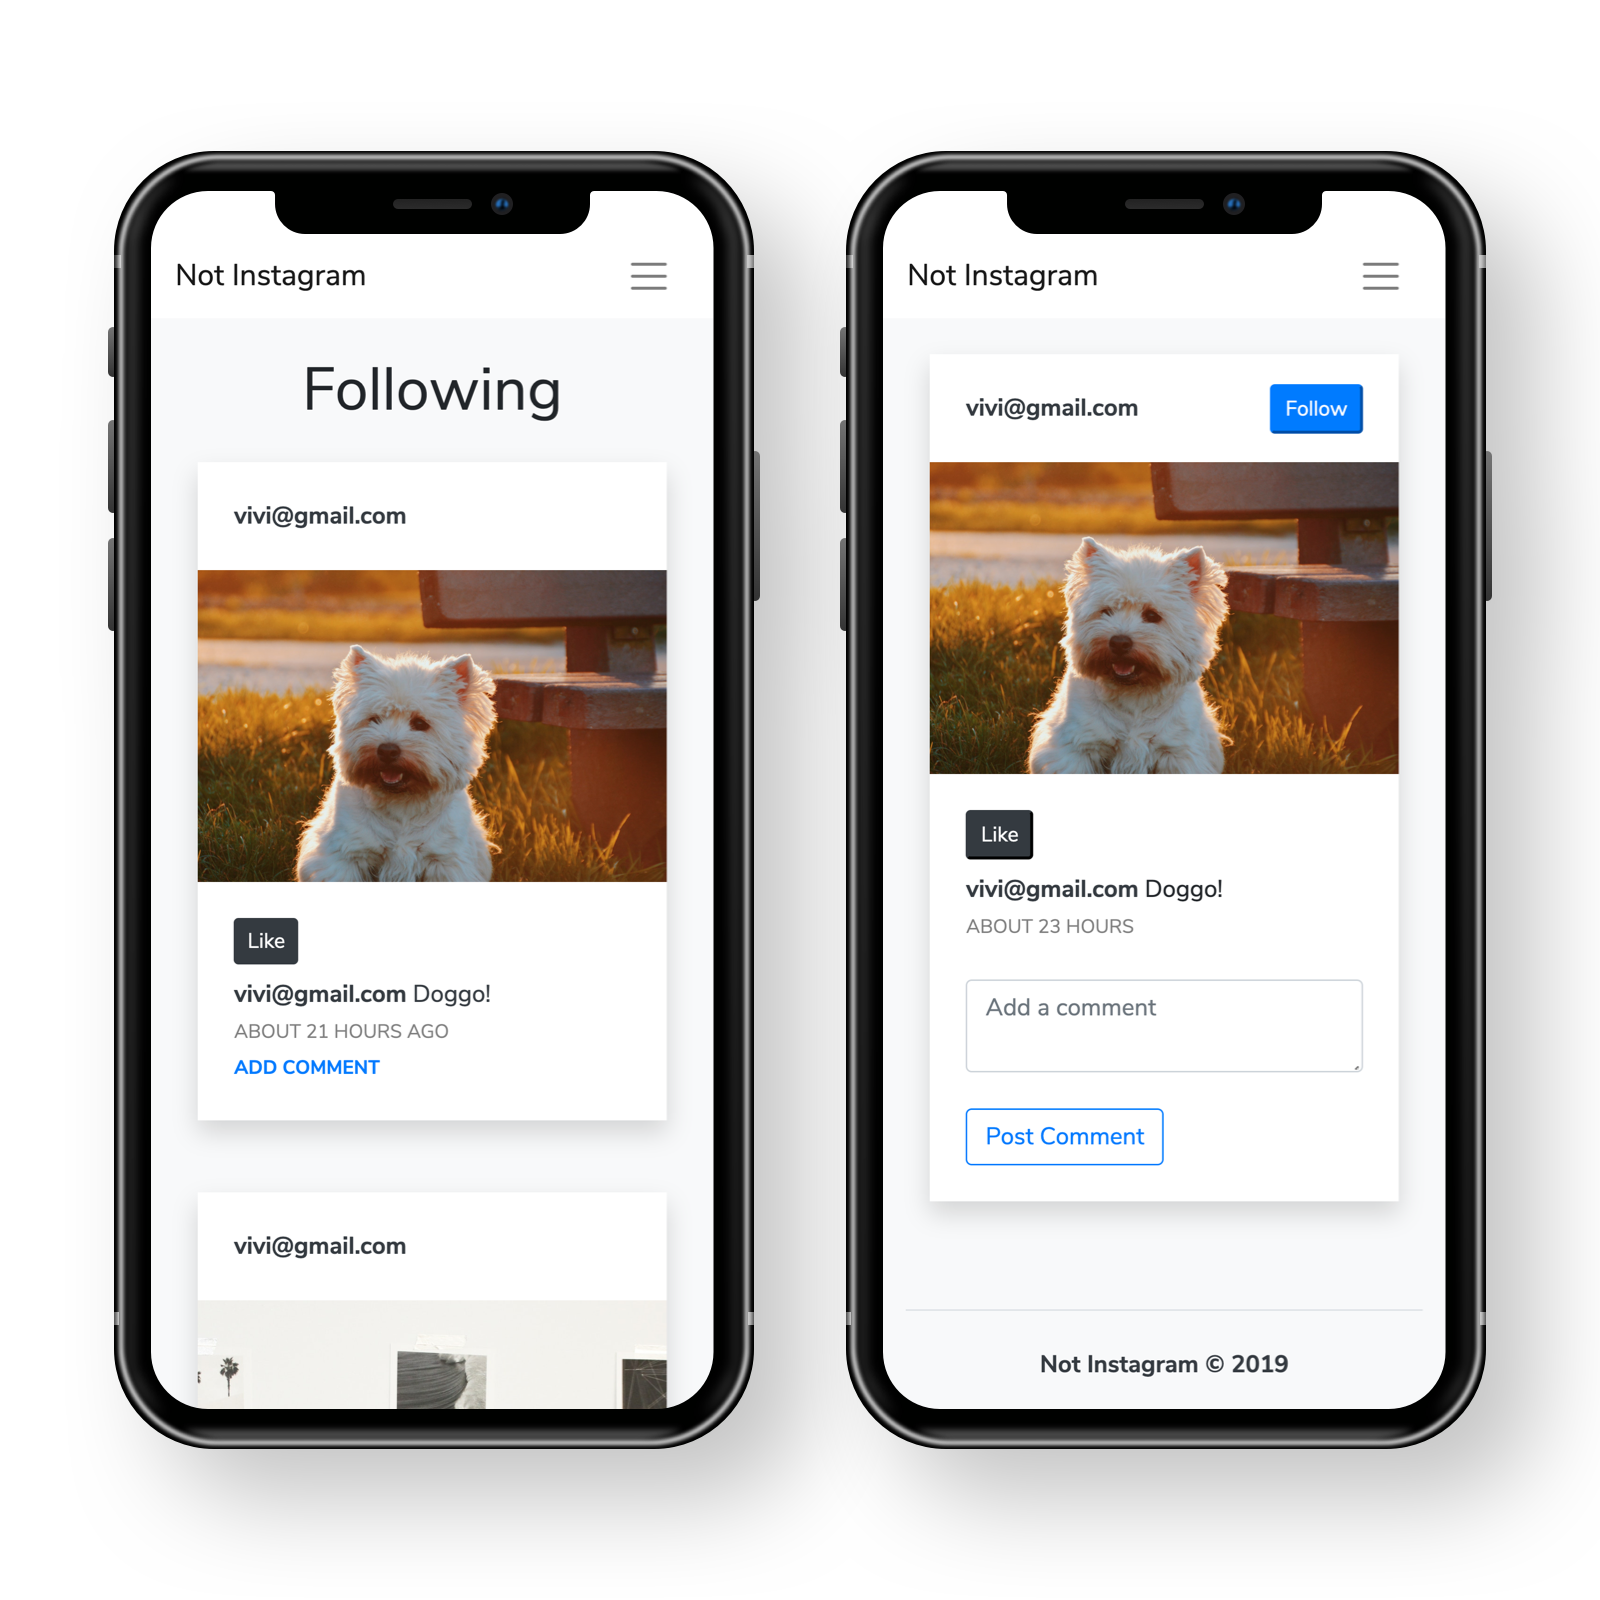 Not Instagram
Following
vivi@gmail.com
Like
vivi@gmail.com Doggo!
ABOUT 21 HOURS AGO
ADD COMMENT
vivi@gmail.com
Not Instagram
vivi@gmail.com
Follow
Like
vivi@gmail.com Doggo!
ABOUT 23 HOURS
Add a comment
Post Comment
Not Instagram © 2019